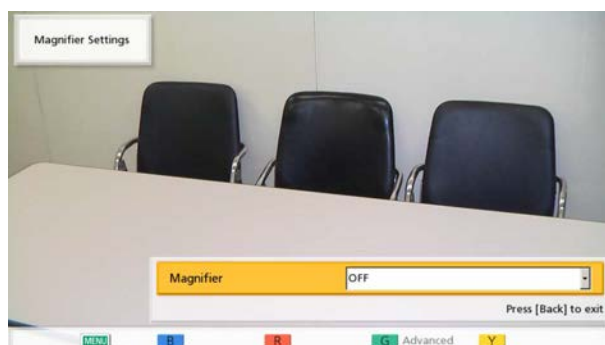 Magnifier Settings
Magnifier OFF
Press [Back] to exit
MENU B R G Advanced Y